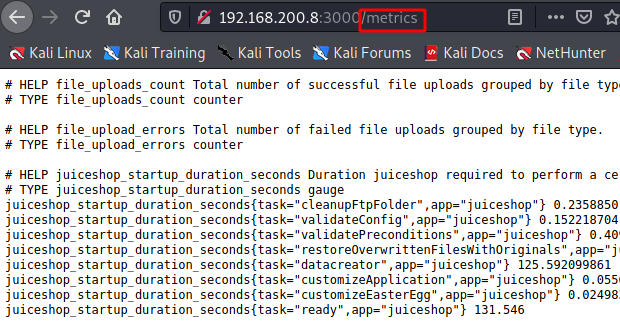 192.168.200.8:3000/metrics
Kali Linux Kali Training Kali Tools Kali Forums Kali Docs NetHunter
# HELP file_uploads_count Total number of successful file uploads grouped by file type
# TYPE file_uploads_count counter
# HELP file_upload_errors Total number of failed file uploads grouped by file type.
# TYPE file_upload_errors counter
# HELP juiceshop_startup_duration_seconds Duration juiceshop required to perform a ce
# TYPE juiceshop_startup_duration_seconds gauge
juiceshop_startup_duration_seconds{task="cleanupFtpFolder",app="juiceshop"} 0.2358850
juiceshop_startup_duration_seconds{task="validateConfig",app="juiceshop"} 0.152218704
juiceshop_startup_duration_seconds{task="validatePreconditions",app="juiceshop"} 0.409
juiceshop_startup_duration_seconds{task="restoreOverwrittenFilesWithOriginals",app="ju
juiceshop_startup_duration_seconds{task="datacreator",app="juiceshop"} 125.592099861
juiceshop_startup_duration_seconds{task="customizeApplication",app="juiceshop"} 0.0550
juiceshop_startup_duration_seconds{task="customizeEasterEgg",app="juiceshop"} 0.024983
juiceshop_startup_duration_seconds{task="ready",app="juiceshop"} 131.546